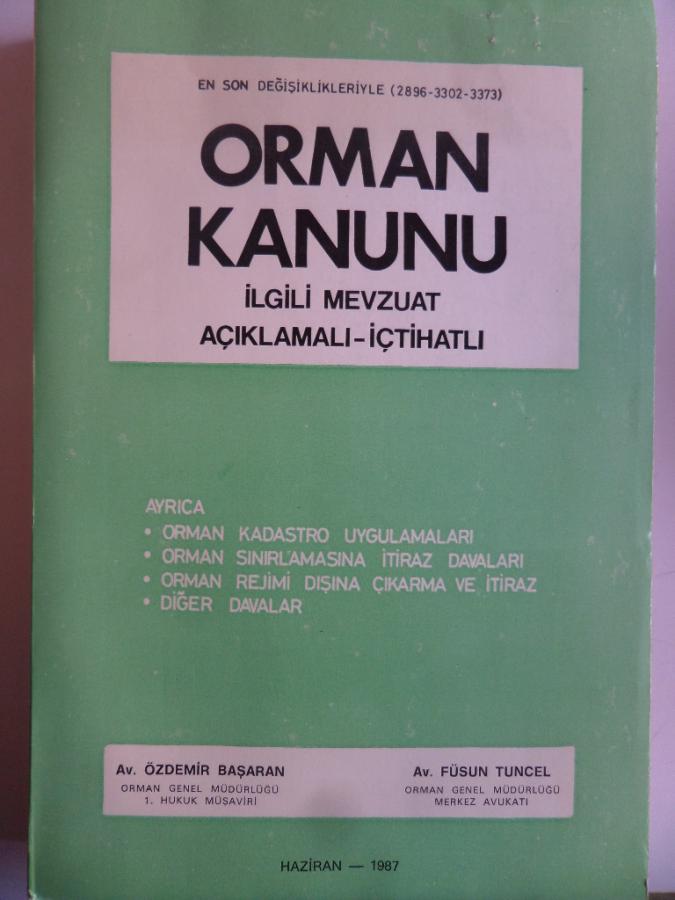 EN SON DEĞİŞİKLİKLERİYLE (2896-3302-3373)
ORMAN
KANUNU
İLGİLİ MEVZUAT
AÇIKLAMALI-İÇTİHATLI
AYRICA
• ORMAN KADASTRO UYGULAMALARI
• ORMAN SINIRLAMASINA İTİRAZ DAVALARI
• ORMAN REJİMİ DIŞINA ÇIKARMA VE İTİRAZ
• DİĞER DAVALAR
Av. ÖZDEMİR BAŞARAN
ORMAN GENEL MÜDÜRLÜĞÜ
1. HUKUK MÜŞAVİRİ
Av. FÜSUN TUNCEL
ORMAN GENEL MÜDÜRLÜĞÜ
MERKEZ AVUKATI
HAZİRAN — 1987